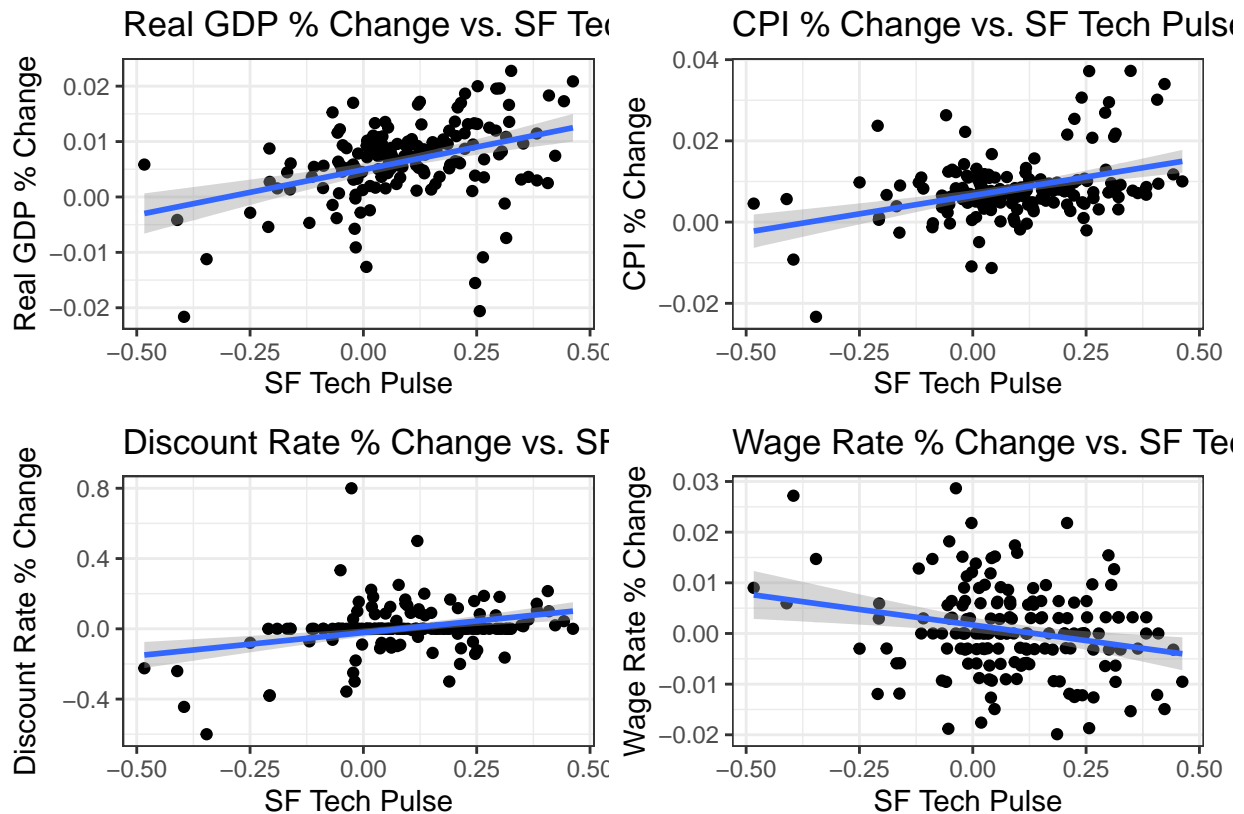 Real GDP % Change vs. SF Tec
Real GDP % Change
0.02
0.01
0.00
−0.01
−0.02
−0.50 −0.25 0.00 0.25 0.50
SF Tech Pulse
CPI % Change vs. SF Tech Pulse
CPI % Change
0.04
0.02
0.00
−0.02
−0.50 −0.25 0.00 0.25 0.50
SF Tech Pulse
Discount Rate % Change vs. SF
Discount Rate % Change
0.8
0.4
0.0
−0.4
−0.50 −0.25 0.00 0.25 0.50
SF Tech Pulse
Wage Rate % Change vs. SF Tec
Wage Rate % Change
0.03
0.02
0.01
0.00
−0.01
−0.02
−0.50 −0.25 0.00 0.25 0.50
SF Tech Pulse